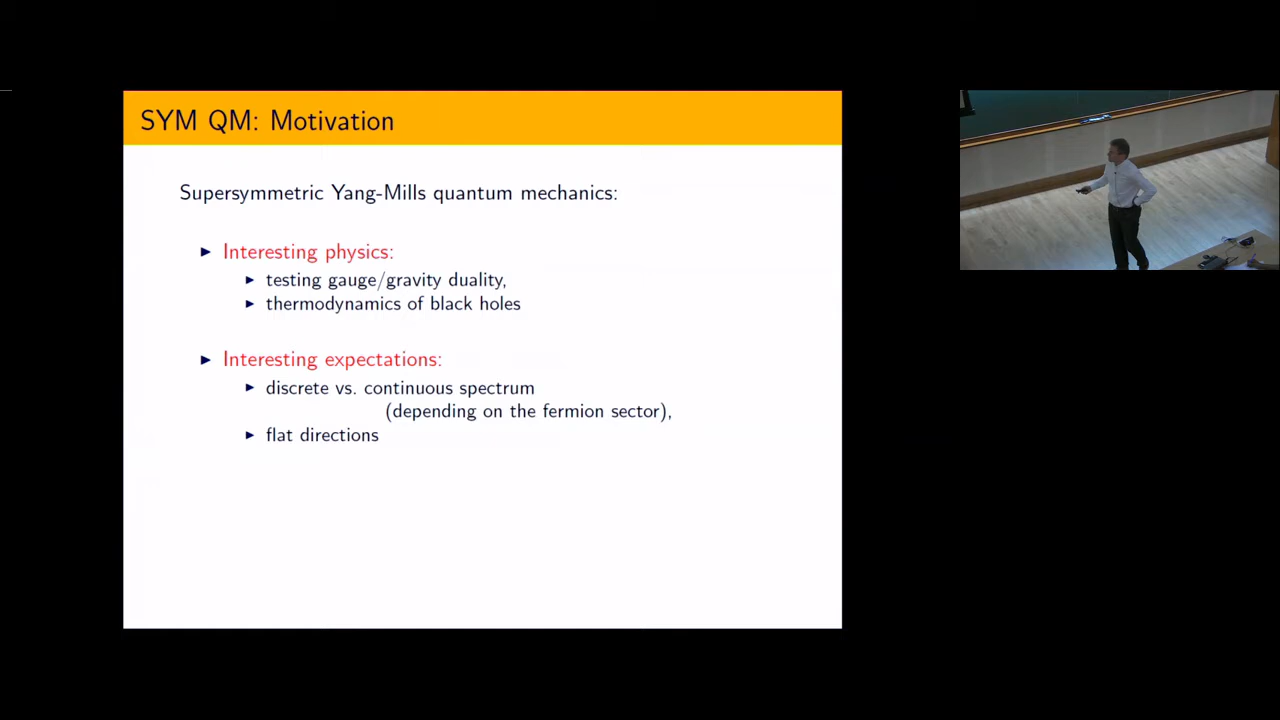 SYM QM: Motivation
Supersymmetric Yang-Mills quantum mechanics:
▶ Interesting physics:
▶ testing gauge/gravity duality,
▶ thermodynamics of black holes
▶ Interesting expectations:
▶ discrete vs. continuous spectrum
(depending on the fermion sector),
▶ flat directions